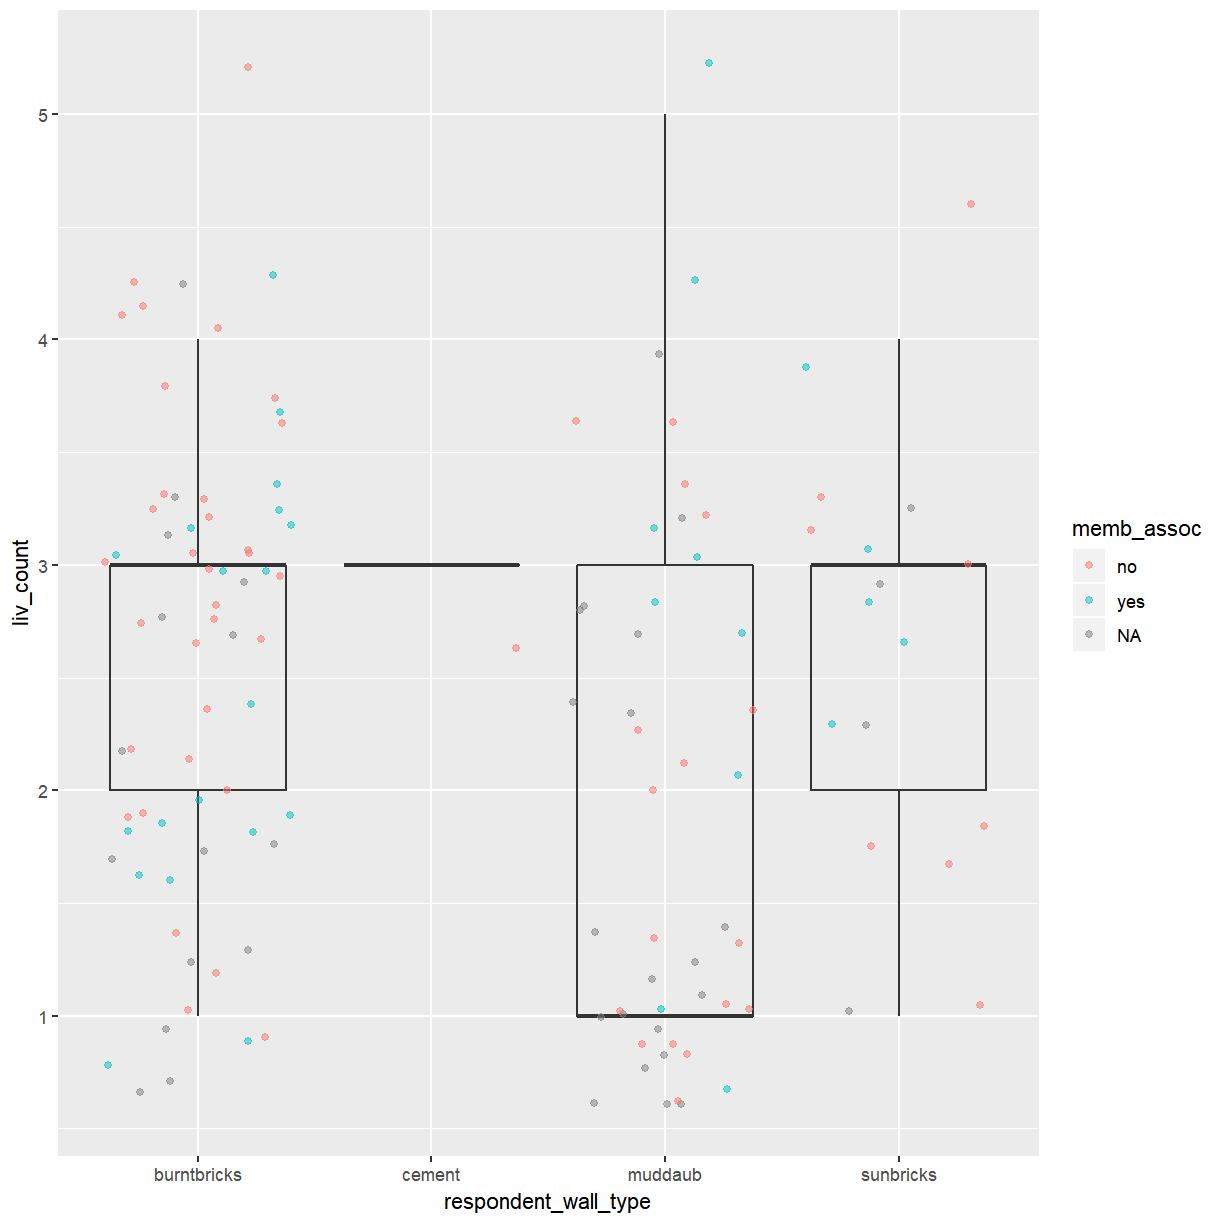 5
4
3
2
1
liv_count
burntbricks
cement
muddaub
sunbricks
respondent_wall_type
memb_assoc
no
yes
NA